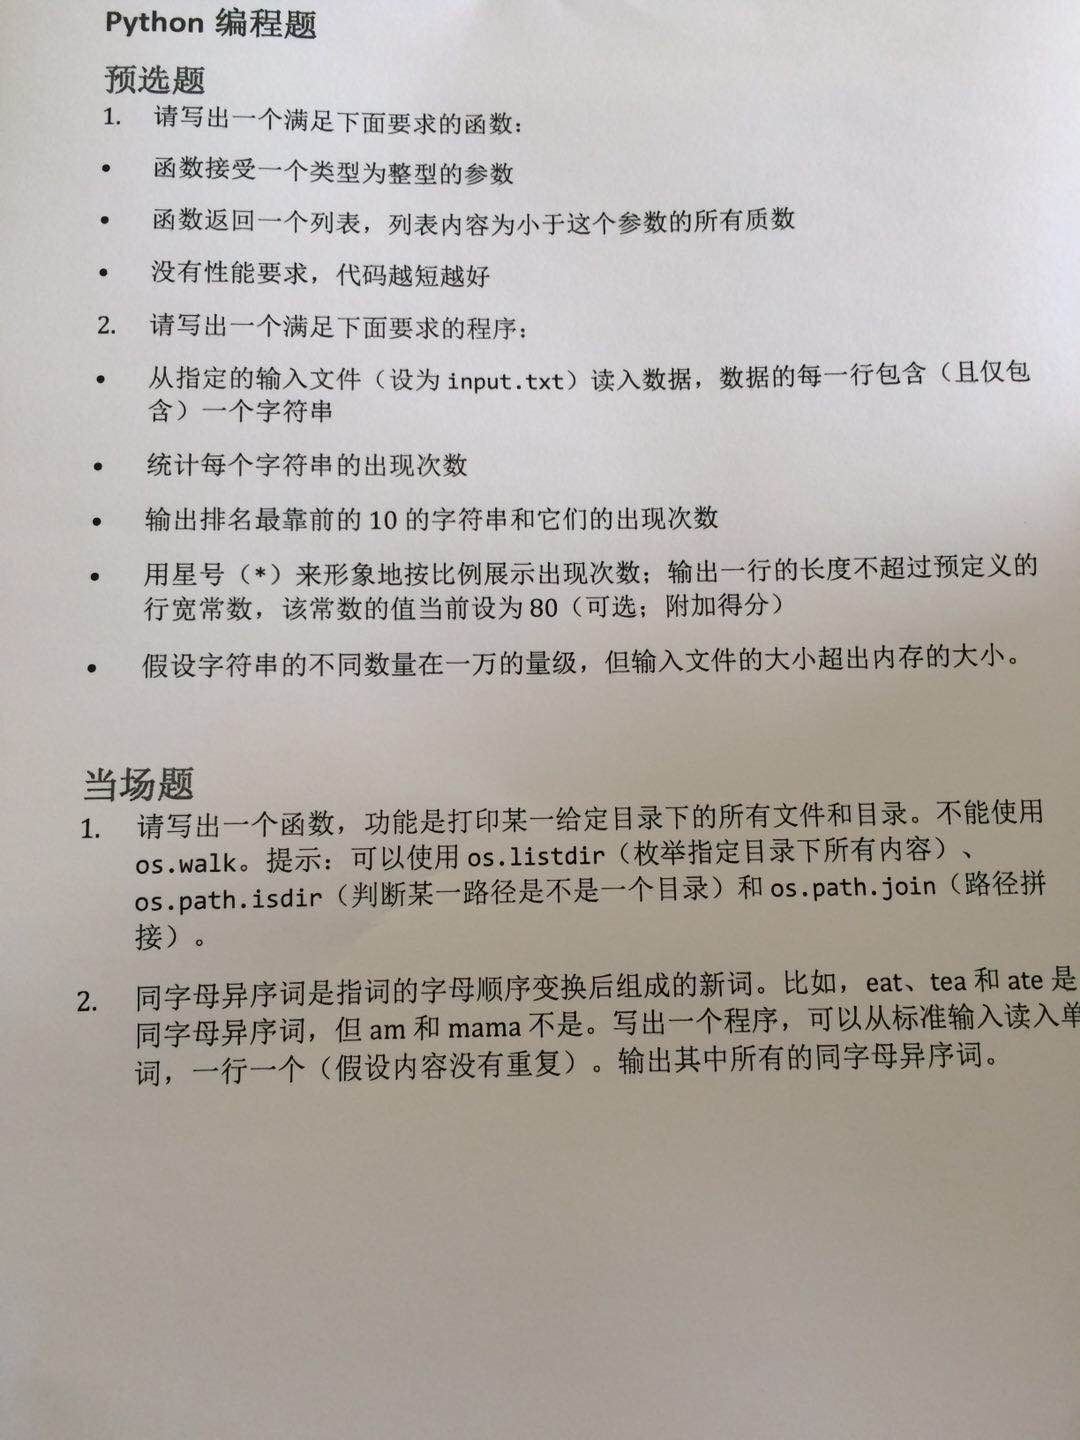 Python 编程题
预选题
1. 请写出一个满足下面要求的函数：
• 函数接受一个类型为整型的参数
• 函数返回一个列表，列表内容为小于这个参数的所有质数
• 没有性能要求，代码越短越好
2. 请写出一个满足下面要求的程序：
• 从指定的输入文件（设为 input.txt）读入数据，数据的每一行包含（且仅包
含）一个字符串
• 统计每个字符串的出现次数
• 输出排名最靠前的 10 的字符串和它们的出现次数
• 用星号（*）来形象地按比例展示出现次数；输出一行的长度不超过预定义的
行宽常数，该常数的值当前设为 80（可选；附加得分）
• 假设字符串的不同数量在一万的量级，但输入文件的大小超出内存的大小。
当场题
1. 请写出一个函数，功能是打印某一给定目录下的所有文件和目录。不能使用
os.walk。提示：可以使用 os.listdir（枚举指定目录下所有内容）、
os.path.isdir（判断某一路径是不是一个目录）和 os.path.join（路径拼
接）。
2. 同字母异序词是指词的字母顺序变换后组成的新词。比如，eat、tea 和 ate 是
同字母异序词，但 am 和 mama 不是。写出一个程序，可以从标准输入读入单
词，一行一个（假设内容没有重复）。输出其中所有的同字母异序词。